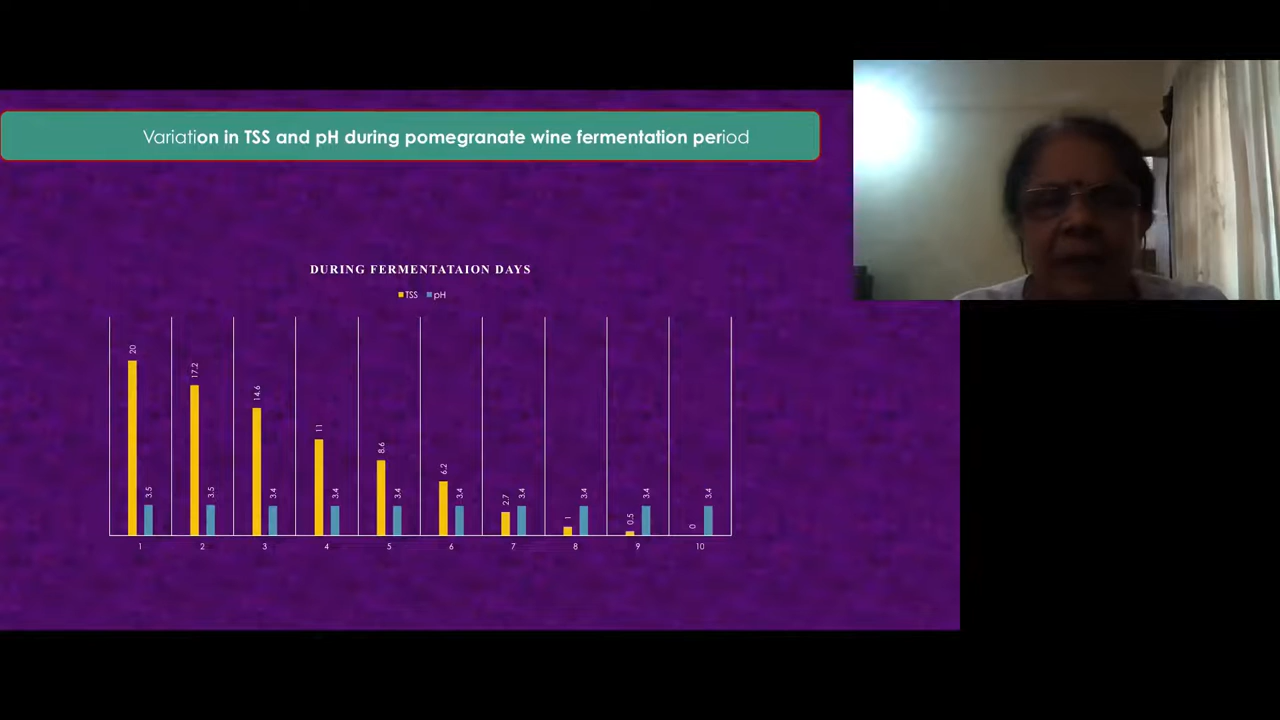 Variation in TSS and pH during pomegranate wine fermentation period
DURING FERMENTATAION DAYS
TSS pH
20 3.5 17.2 3.5 14.6 3.4 11 3.4 8.6 3.4 6.2 3.4 2.7 3.4 1 3.4 0.5 3.4 0 3.4
1 2 3 4 5 6 7 8 9 10